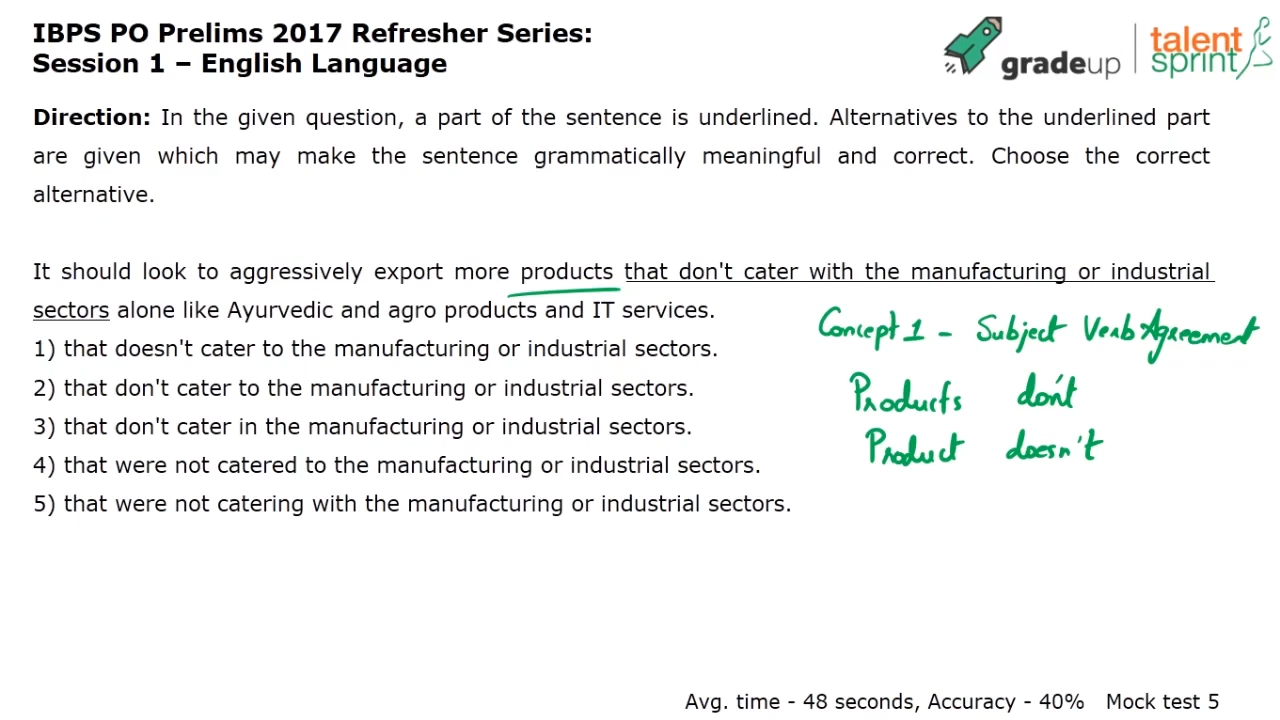 IBPS PO Prelims 2017 Refresher Series:
Session 1 – English Language
gradeup
talent
sprint
Direction: In the given question, a part of the sentence is underlined. Alternatives to the underlined part
are given which may make the sentence grammatically meaningful and correct. Choose the correct
alternative.
It should look to aggressively export more products that don't cater with the manufacturing or industrial
sectors alone like Ayurvedic and agro products and IT services.
1) that doesn't cater to the manufacturing or industrial sectors.
2) that don't cater to the manufacturing or industrial sectors.
3) that don't cater in the manufacturing or industrial sectors.
4) that were not catered to the manufacturing or industrial sectors.
5) that were not catering with the manufacturing or industrial sectors.
Concept 1 - Subject Verb Agreement
Products don't
Product doesn't
Avg. time - 48 seconds, Accuracy - 40% Mock test 5